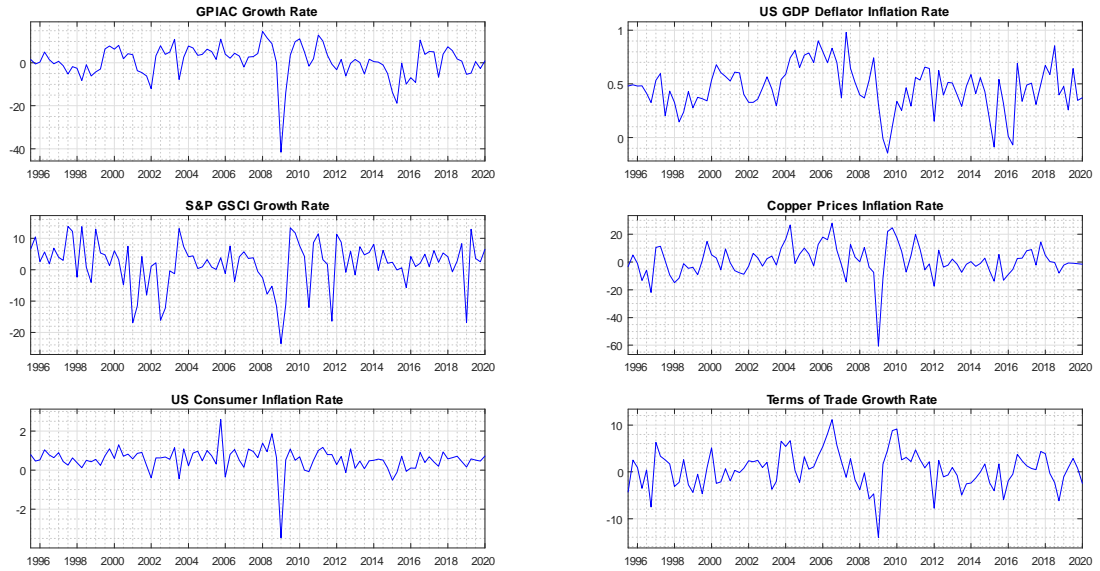 GPIAC Growth Rate
0
-20
-40
1996 1998 2000 2002 2004 2006 2008 2010 2012 2014 2016 2018 2020
US GDP Deflator Inflation Rate
1
0.5
0
1996 1998 2000 2002 2004 2006 2008 2010 2012 2014 2016 2018 2020
S&P GSCI Growth Rate
10
0
-10
-20
1996 1998 2000 2002 2004 2006 2008 2010 2012 2014 2016 2018 2020
Copper Prices Inflation Rate
20
0
-20
-40
-60
1996 1998 2000 2002 2004 2006 2008 2010 2012 2014 2016 2018 2020
US Consumer Inflation Rate
2
0
-2
1996 1998 2000 2002 2004 2006 2008 2010 2012 2014 2016 2018 2020
Terms of Trade Growth Rate
10
0
-10
1996 1998 2000 2002 2004 2006 2008 2010 2012 2014 2016 2018 2020